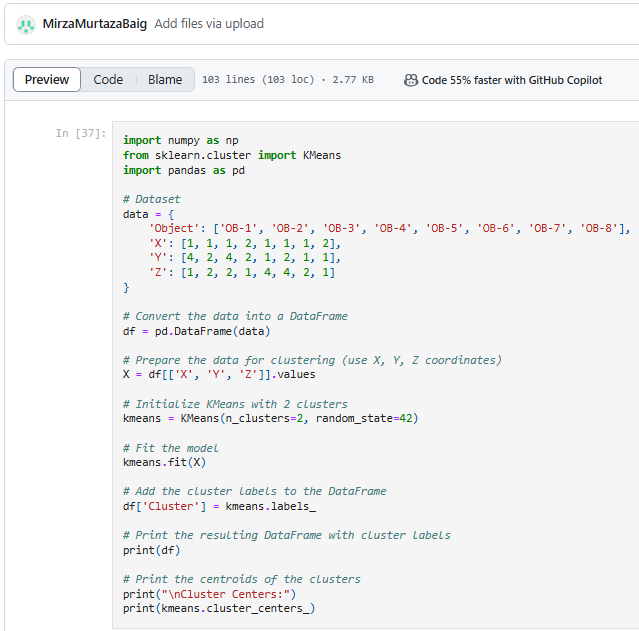 MirzaMurtazaBaig Add files via upload
Preview Code Blame 103 lines (103 loc) · 2.77 KB Code 55% faster with GitHub Copilot
In [37]:
import numpy as np
from sklearn.cluster import KMeans
import pandas as pd
# Dataset
data = {
'Object': ['OB-1', 'OB-2', 'OB-3', 'OB-4', 'OB-5', 'OB-6', 'OB-7', 'OB-8'],
'X': [1, 1, 1, 2, 1, 1, 1, 2],
'Y': [4, 2, 4, 2, 1, 2, 1, 1],
'Z': [1, 2, 2, 1, 4, 4, 2, 1]
}
# Convert the data into a DataFrame
df = pd.DataFrame(data)
# Prepare the data for clustering (use X, Y, Z coordinates)
X = df[['X', 'Y', 'Z']].values
# Initialize KMeans with 2 clusters
kmeans = KMeans(n_clusters=2, random_state=42)
# Fit the model
kmeans.fit(X)
# Add the cluster labels to the DataFrame
df['Cluster'] = kmeans.labels_
# Print the resulting DataFrame with cluster labels
print(df)
# Print the centroids of the clusters
print("\nCluster Centers:")
print(kmeans.cluster_centers_)